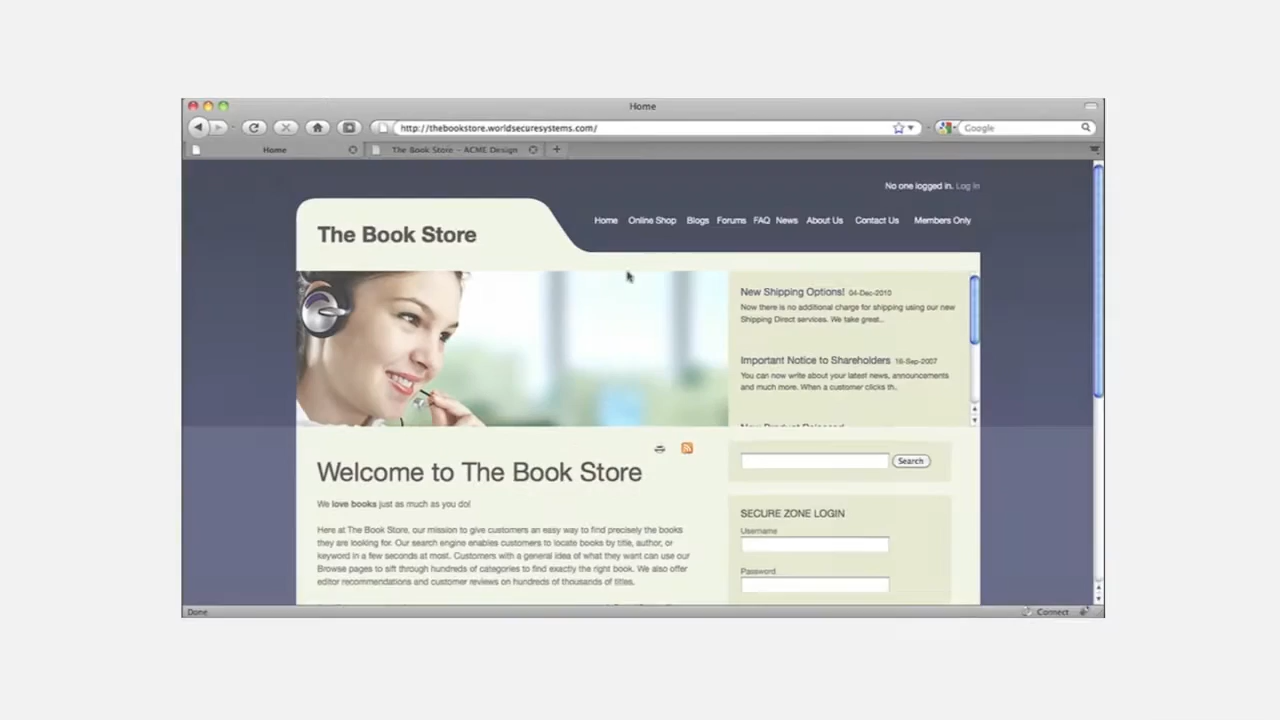 Home
http://thebookstore.worldsecuresystems.com/
Google
Home
The Book Store - ACME Design
No one logged in. Log in
Home Online Shop Blogs Forums FAQ News About Us Contact Us Members Only
The Book Store
New Shipping Options! 04-Dec-2010
Now there is no additional charge for shipping using our new
Shipping Direct services. We take great..
Important Notice to Shareholders 16-Sep-2007
You can now write about your latest news, announcements
and much more. When a customer clicks th..
Search
Welcome to The Book Store
We love books just as much as you do!
Here at The Book Store, our mission to give customers an easy way to find precisely the books
they are looking for. Our search engine enables customers to locate books by title, author, or
keyword in a few seconds at most. Customers with a general idea of what they want can use our
Browse pages to sift through hundreds of categories to find exactly the right book. We also offer
editor recommendations and customer reviews on hundreds of thousands of titles.
SECURE ZONE LOGIN
Username
Password
Done
Connect